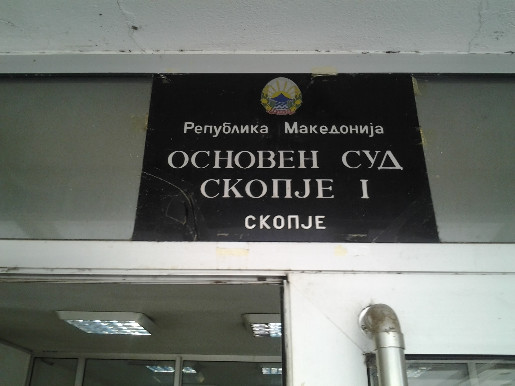 Република Македонија
ОСНОВЕН СУД
СКОПЈЕ I
СКОПЈЕ